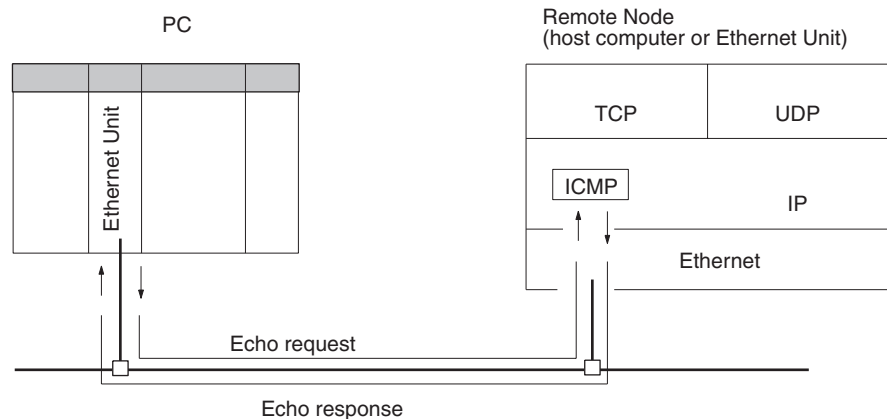 PC
Remote Node
(host computer or Ethernet Unit)
Ethernet Unit
TCP
UDP
ICMP
IP
Ethernet
Echo request
Echo response